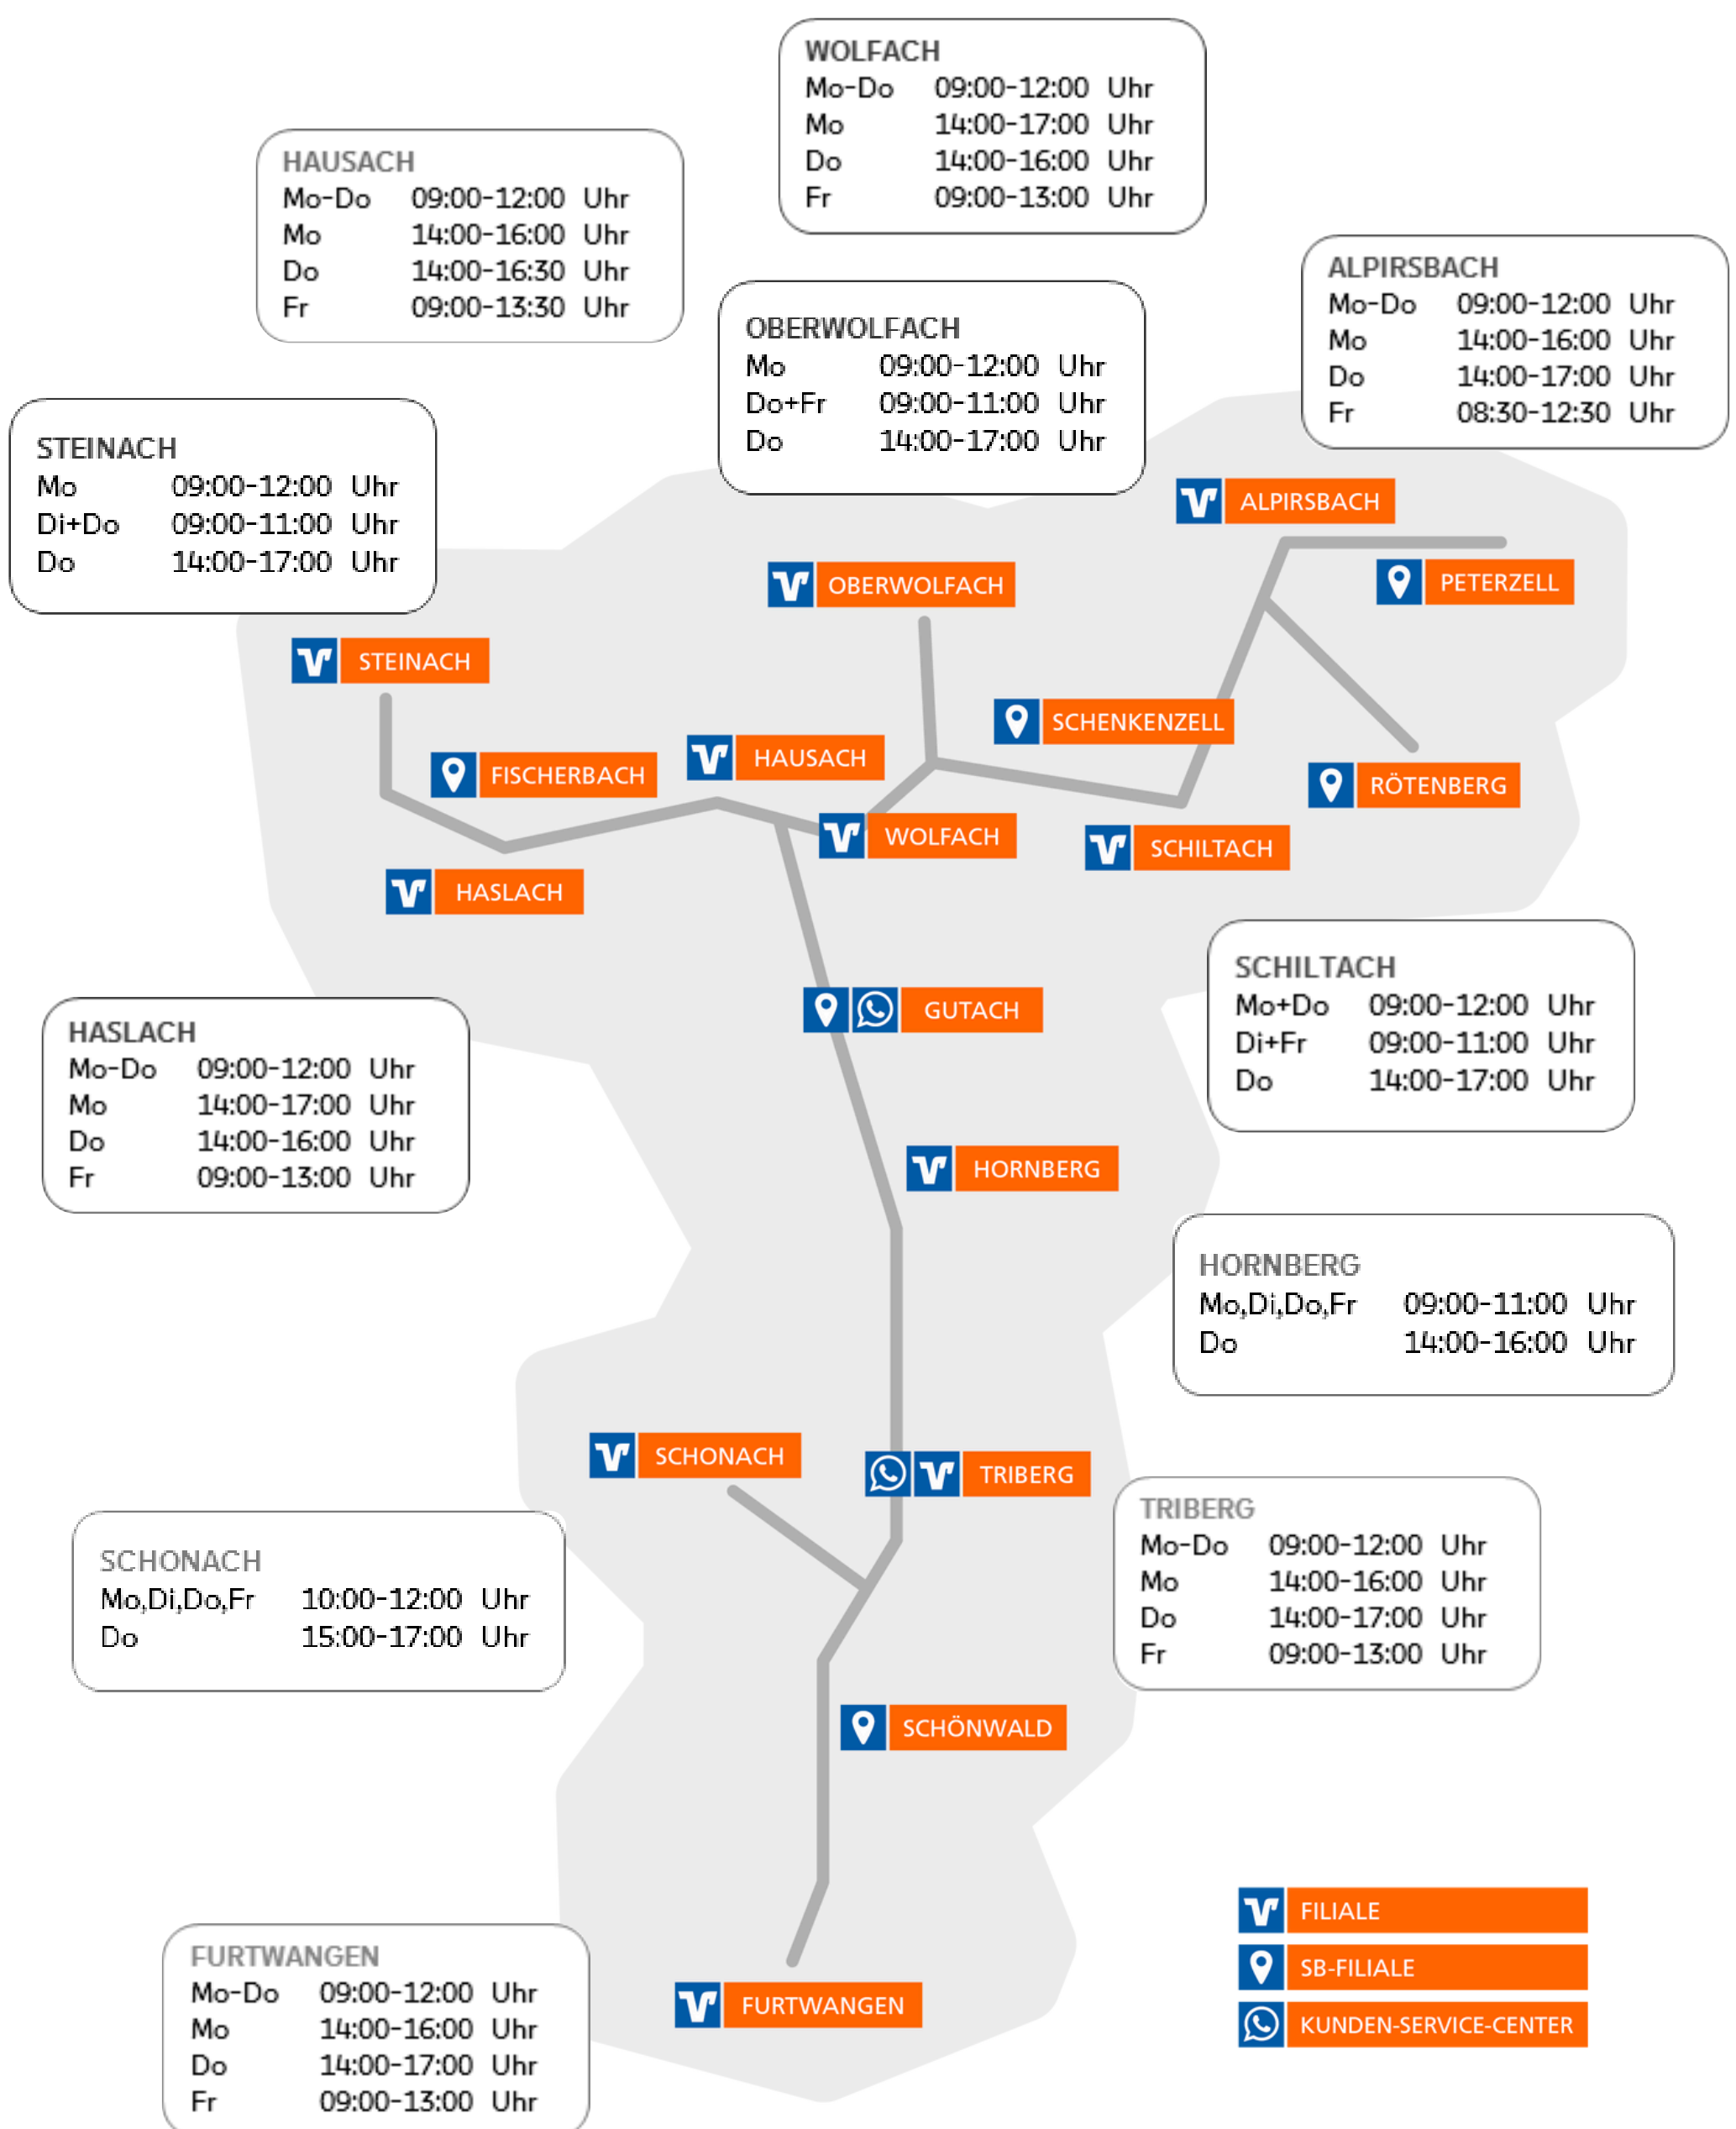 WOLFACH
Mo-Do 09:00-12:00 Uhr
Mo 14:00-17:00 Uhr
Do 14:00-16:00 Uhr
Fr 09:00-13:00 Uhr
HAUSACH
Mo-Do 09:00-12:00 Uhr
Mo 14:00-16:00 Uhr
Do 14:00-16:30 Uhr
Fr 09:00-13:30 Uhr
ALPIRSBACH
Mo-Do 09:00-12:00 Uhr
Mo 14:00-16:00 Uhr
Do 14:00-17:00 Uhr
Fr 08:30-12:30 Uhr
OBERWOLFACH
Mo 09:00-12:00 Uhr
Do+Fr 09:00-11:00 Uhr
Do 14:00-17:00 Uhr
STEINACH
Mo 09:00-12:00 Uhr
Di+Do 09:00-11:00 Uhr
Do 14:00-17:00 Uhr
ALPIRSBACH
PETERZELL
OBERWOLFACH
STEINACH
SCHENKENZELL
HAUSACH
FISCHERBACH
RÖTENBERG
WOLFACH
SCHILTACH
HASLACH
SCHILTACH
Mo+Do 09:00-12:00 Uhr
Di+Fr 09:00-11:00 Uhr
Do 14:00-17:00 Uhr
GUTACH
HASLACH
Mo-Do 09:00-12:00 Uhr
Mo 14:00-17:00 Uhr
Do 14:00-16:00 Uhr
Fr 09:00-13:00 Uhr
HORNBERG
HORNBERG
Mo,Di,Do,Fr 09:00-11:00 Uhr
Do 14:00-16:00 Uhr
SCHONACH
TRIBERG
TRIBERG
Mo-Do 09:00-12:00 Uhr
Mo 14:00-16:00 Uhr
Do 14:00-17:00 Uhr
Fr 09:00-13:00 Uhr
SCHONACH
Mo,Di,Do,Fr 10:00-12:00 Uhr
Do 15:00-17:00 Uhr
SCHÖNWALD
FURTWANGEN
Mo-Do 09:00-12:00 Uhr
Mo 14:00-16:00 Uhr
Do 14:00-17:00 Uhr
Fr 09:00-13:00 Uhr
FURTWANGEN
FILIALE
SB-FILIALE
KUNDEN-SERVICE-CENTER